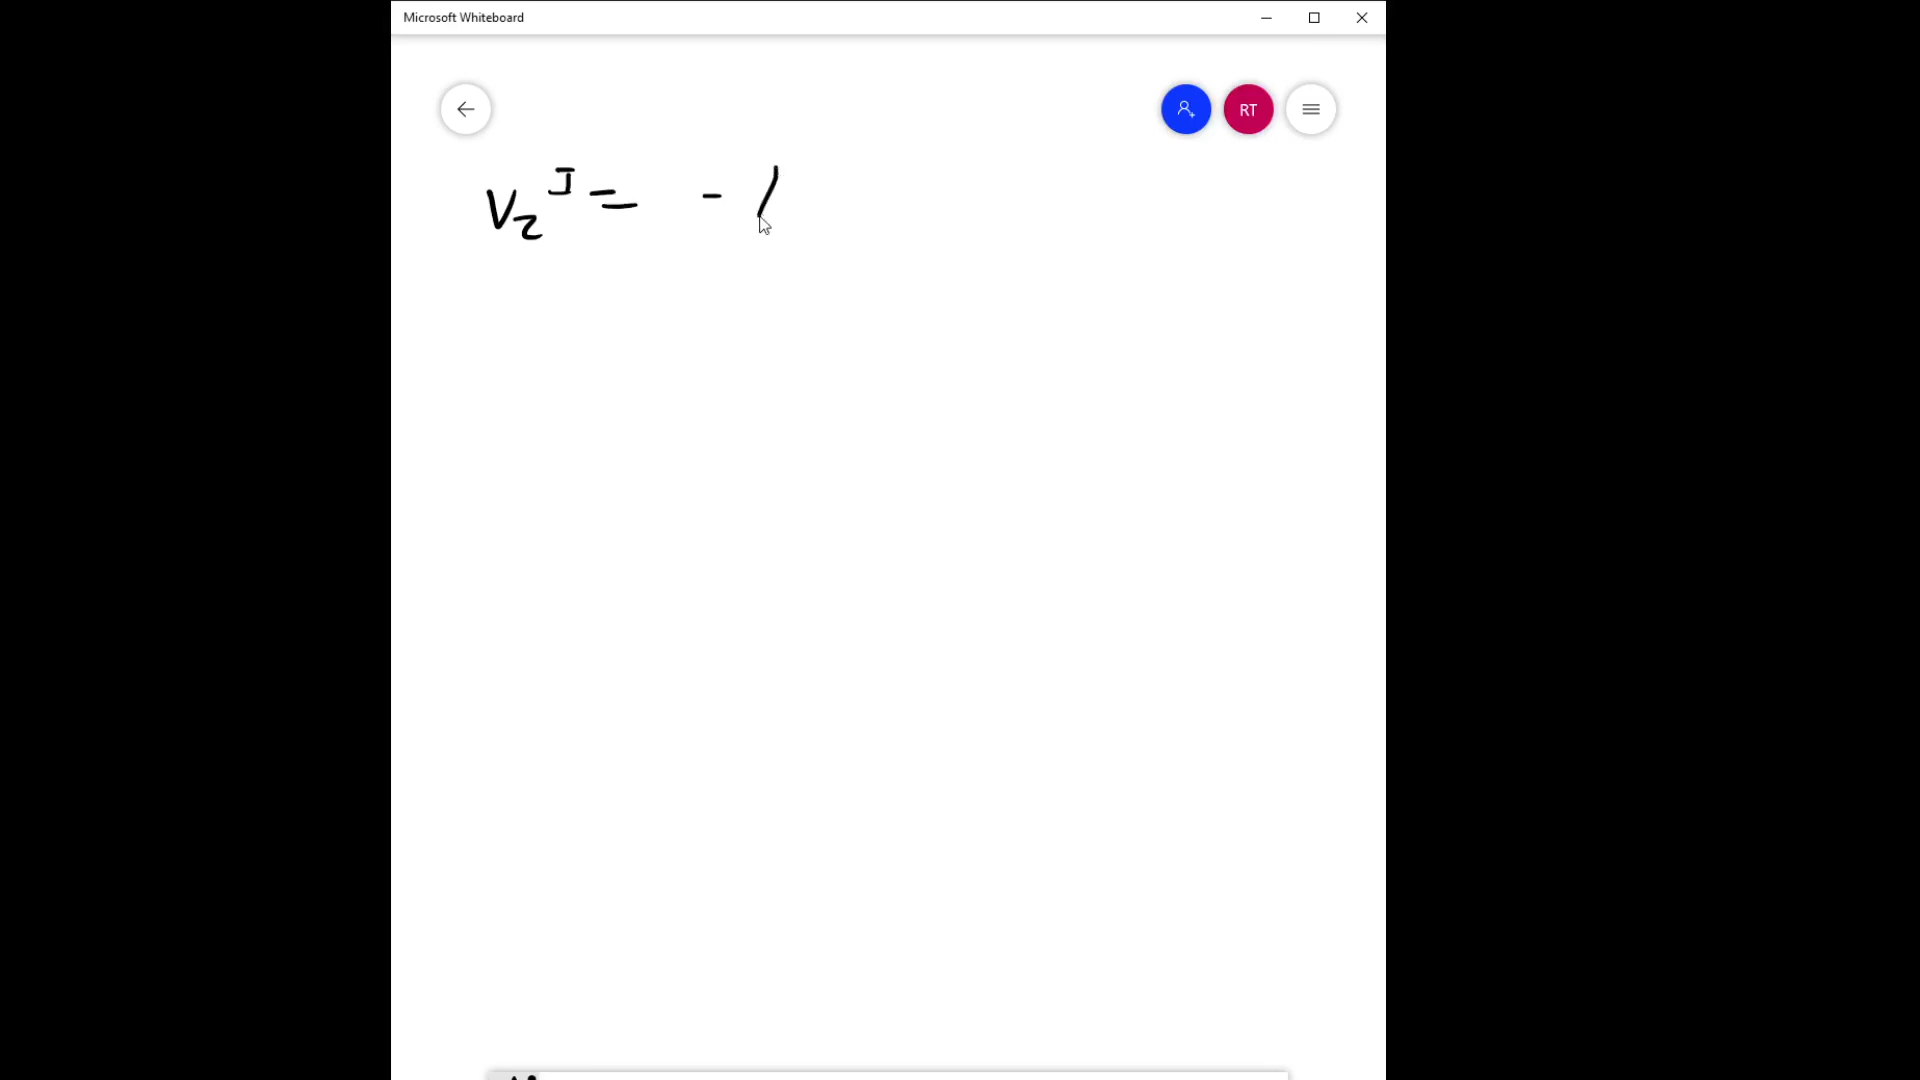 Microsoft Whiteboard
RT
V₂ᴶ = - /